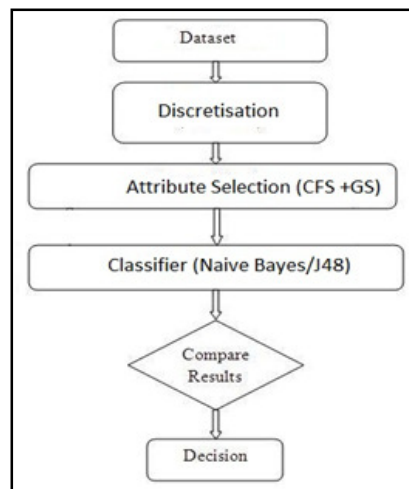 Dataset
Discretisation
Attribute Selection (CFS +GS)
Classifier (Naive Bayes/J48)
Compare
Results
Decision